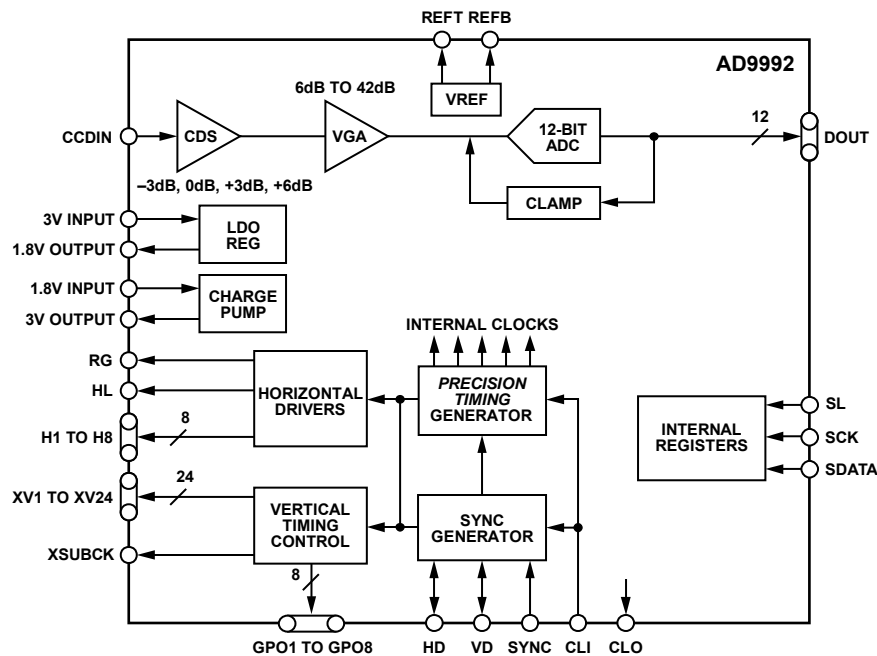 REFT REFB
AD9992
6dB TO 42dB
VREF
CCDIN
CDS
VGA
12-BIT
ADC
12
DOUT
–3dB, 0dB, +3dB, +6dB
CLAMP
3V INPUT
LDO
REG
1.8V OUTPUT
1.8V INPUT
CHARGE
PUMP
3V OUTPUT
INTERNAL CLOCKS
RG
HL
HORIZONTAL
DRIVERS
PRECISION
TIMING
GENERATOR
8
H1 TO H8
INTERNAL
REGISTERS
SL
SCK
SDATA
24
XV1 TO XV24
VERTICAL
TIMING
CONTROL
SYNC
GENERATOR
XSUBCK
8
GPO1 TO GPO8
HD
VD
SYNC
CLI
CLO